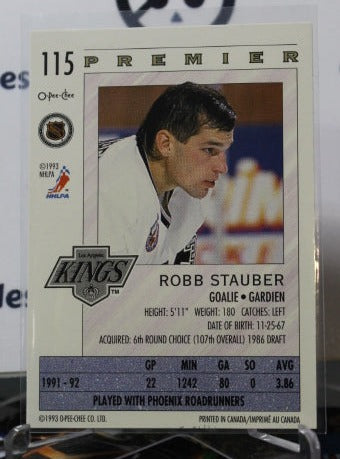 115 PREMIER
O-Pee-Chee
©1993
NHLPA
NHLPA
Los Angeles
KINGS TM
ROBB STAUBER
GOALIE • GARDIEN
HEIGHT: 5'11" WEIGHT: 180 CATCHES: LEFT
DATE OF BIRTH: 11-25-67
ACQUIRED: 6th ROUND CHOICE (107th OVERALL) 1986 DRAFT
GP MIN GA SO AVG
1991 - 92 22 1242 80 0 3.86
PLAYED WITH PHOENIX ROADRUNNERS
©1993 O-PEE-CHEE CO. LTD. PRINTED IN CANADA/IMPRIMÉ AU CANADA